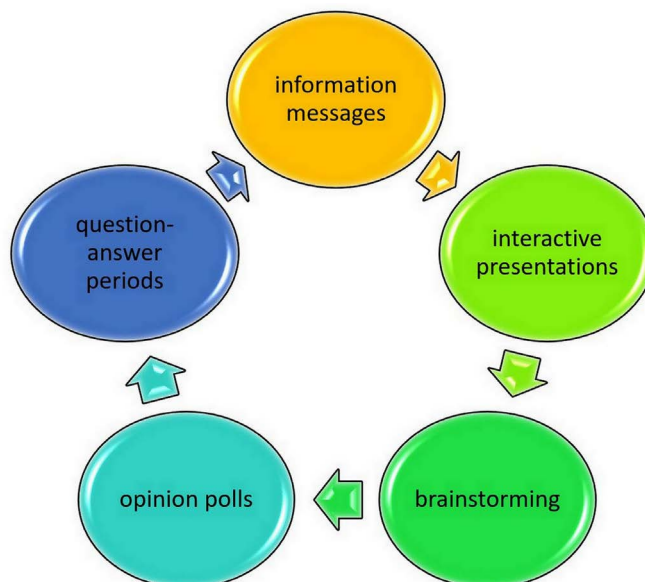 information
messages
interactive
presentations
brainstorming
opinion polls
question-
answer
periods